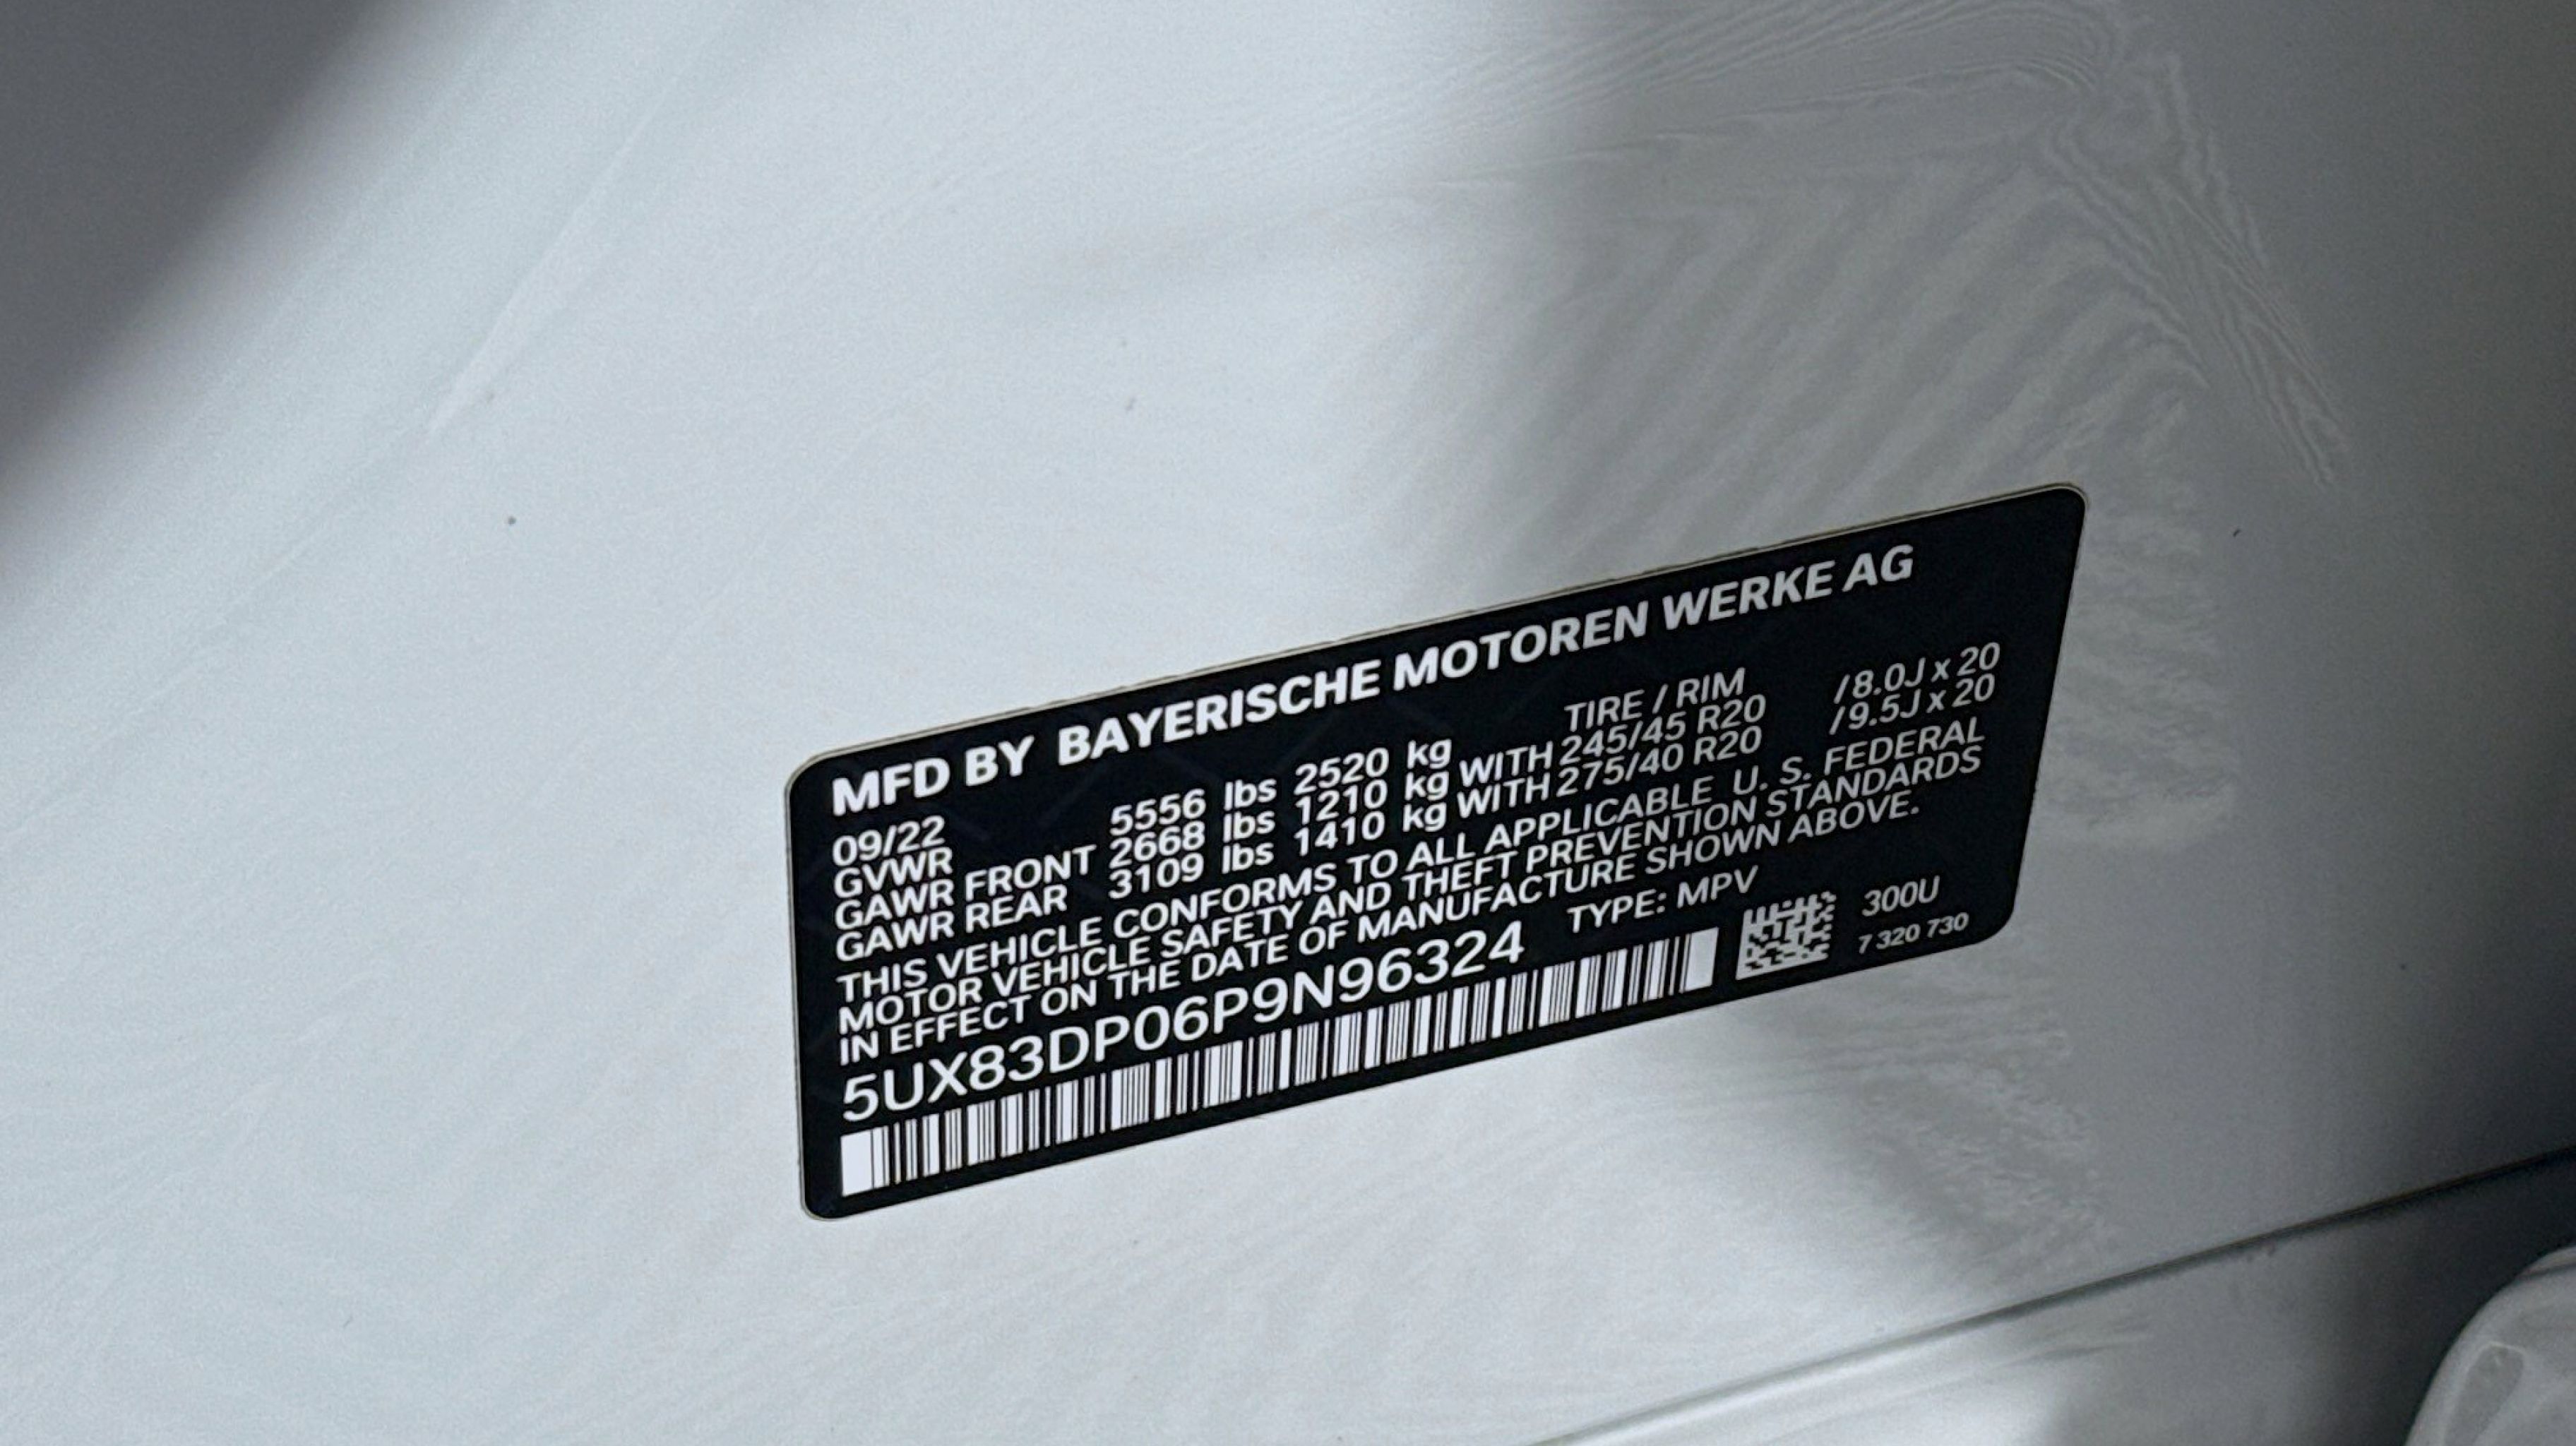 MFD BY BAYERISCHE MOTOREN WERKE AG
09/22 TIRE / RIM
GVWR 5556 lbs 2520 kg
GAWR FRONT 2668 lbs 1210 kg WITH 245/45 R20 /8.0J x 20
GAWR REAR 3109 lbs 1410 kg WITH 275/40 R20 /9.5J x 20
THIS VEHICLE CONFORMS TO ALL APPLICABLE U. S. FEDERAL
MOTOR VEHICLE SAFETY AND THEFT PREVENTION STANDARDS
IN EFFECT ON THE DATE OF MANUFACTURE SHOWN ABOVE.
5UX83DP06P9N96324 TYPE: MPV
300U
7 320 730